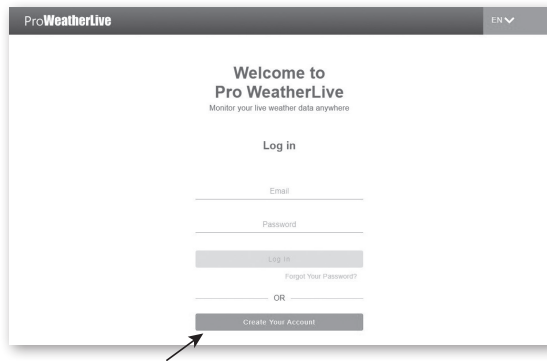 ProWeatherLive
EN
Welcome to
Pro WeatherLive
Monitor your live weather data anywhere
Log in
Email
Password
Log in
Forgot Your Password?
OR
Create Your Account